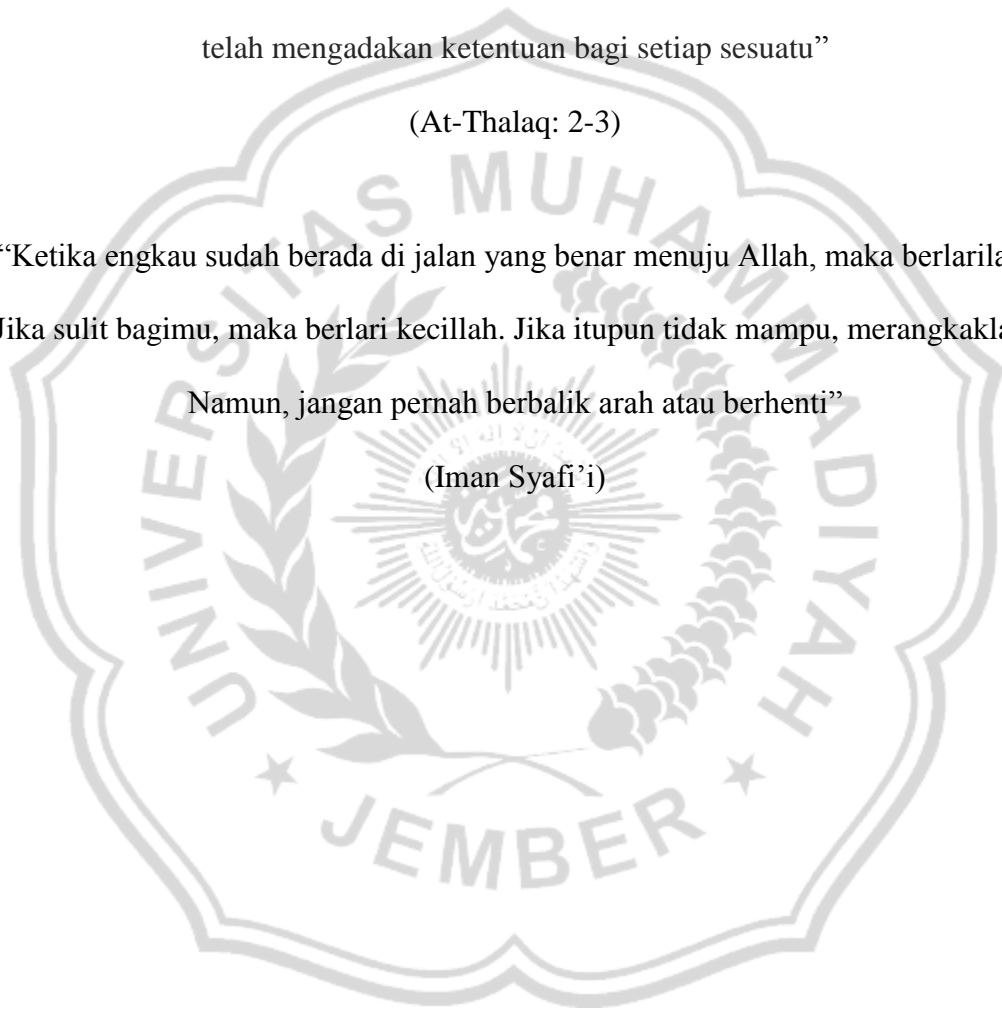 telah mengadakan ketentuan bagi setiap sesuatu”
(At-Thalaq: 2-3)
“Ketika engkau sudah berada di jalan yang benar menuju Allah, maka berlarila
Jika sulit bagimu, maka berlari kecillah. Jika itupun tidak mampu, merangkakla
Namun, jangan pernah berbalik arah atau berhenti”
(Iman Syafi’i)
UNIVERSITAS MUHAMMADIYAH
JEMBER